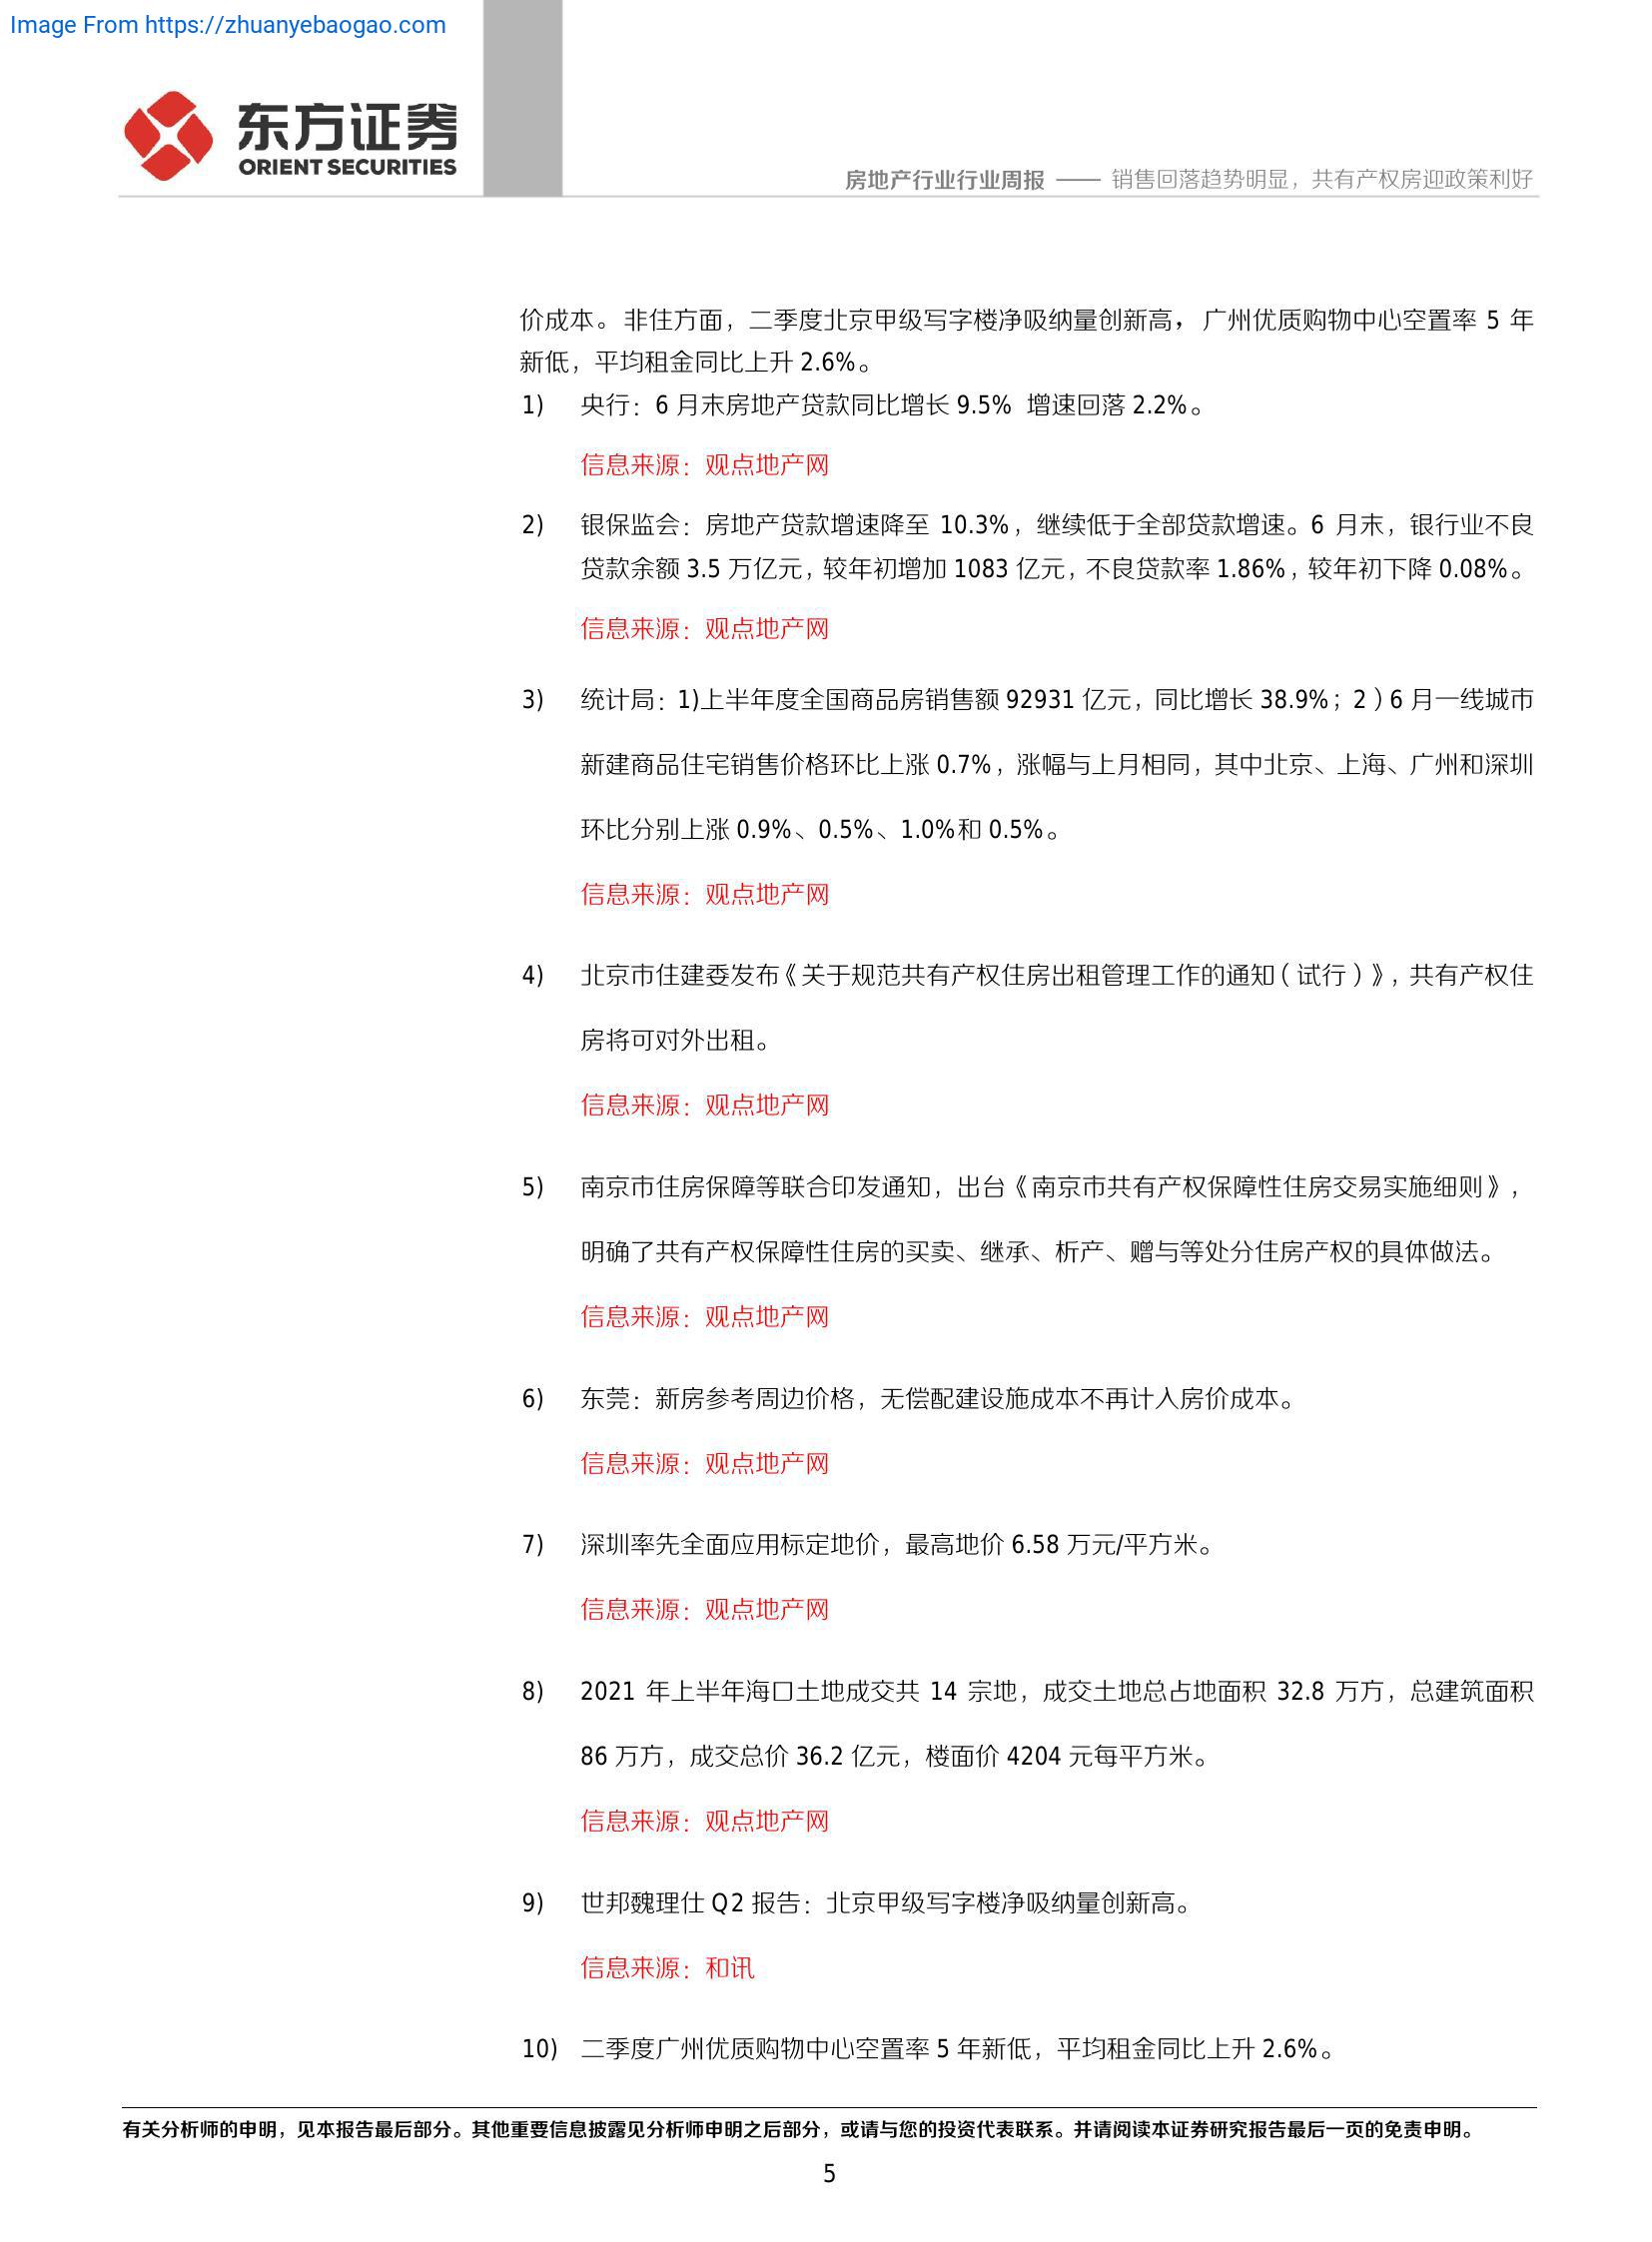 Image From https://zhuanyebaogao.com
东方证券
ORIENT SECURITIES
房地产行业行业周报 —— 销售回落趋势明显，共有产权房迎政策利好
价成本。非住方面，二季度北京甲级写字楼净吸纳量创新高，广州优质购物中心空置率 5 年
新低，平均租金同比上升 2.6%。
1) 央行：6 月末房地产贷款同比增长 9.5% 增速回落 2.2%。
信息来源：观点地产网
2) 银保监会：房地产贷款增速降至 10.3%，继续低于全部贷款增速。6 月末，银行业不良
贷款余额 3.5 万亿元，较年初增加 1083 亿元，不良贷款率 1.86%，较年初下降 0.08%。
信息来源：观点地产网
3) 统计局：1)上半年度全国商品房销售额 92931 亿元，同比增长 38.9%；2）6 月一线城市
新建商品住宅销售价格环比上涨 0.7%，涨幅与上月相同，其中北京、上海、广州和深圳
环比分别上涨 0.9%、0.5%、1.0%和 0.5%。
信息来源：观点地产网
4) 北京市住建委发布《关于规范共有产权住房出租管理工作的通知（试行）》，共有产权住
房将可对外出租。
信息来源：观点地产网
5) 南京市住房保障等联合印发通知，出台《南京市共有产权保障性住房交易实施细则》，
明确了共有产权保障性住房的买卖、继承、析产、赠与等处分住房产权的具体做法。
信息来源：观点地产网
6) 东莞：新房参考周边价格，无偿配建设施成本不再计入房价成本。
信息来源：观点地产网
7) 深圳率先全面应用标定地价，最高地价 6.58 万元/平方米。
信息来源：观点地产网
8) 2021 年上半年海口土地成交共 14 宗地，成交土地总占地面积 32.8 万方，总建筑面积
86 万方，成交总价 36.2 亿元，楼面价 4204 元每平方米。
信息来源：观点地产网
9) 世邦魏理仕 Q2 报告：北京甲级写字楼净吸纳量创新高。
信息来源：和讯
10) 二季度广州优质购物中心空置率 5 年新低，平均租金同比上升 2.6%。
有关分析师的申明，见本报告最后部分。其他重要信息披露见分析师申明之后部分，或请与您的投资代表联系。并请阅读本证券研究报告最后一页的免责申明。
5